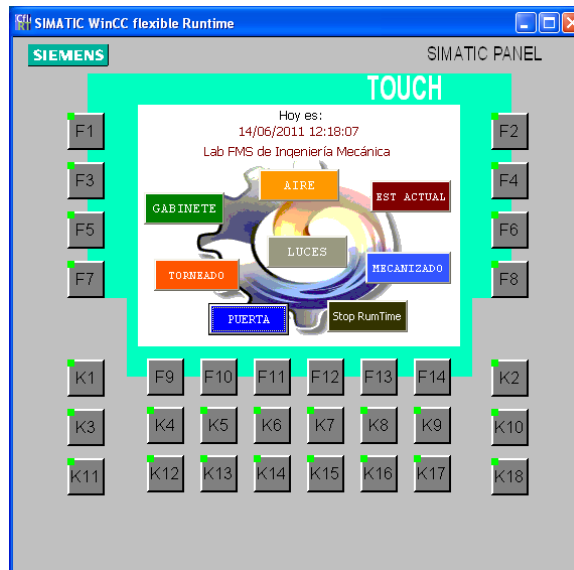 SIMATIC WinCC flexible Runtime
SIEMENS
SIMATIC PANEL
TOUCH
Hoy es:
14/06/2011 12:18:07
Lab FMS de Ingeniería Mecánica
F1
F2
AIRE
F3
F4
EST ACTUAL
GABINETE
F5
F6
LUCES
TORNEADO
MECANIZADO
F7
F8
PUERTA
Stop RumTime
K1
F9 F10 F11 F12 F13 F14
K2
K3
K4 K5 K6 K7 K8 K9
K10
K11
K12 K13 K14 K15 K16 K17
K18